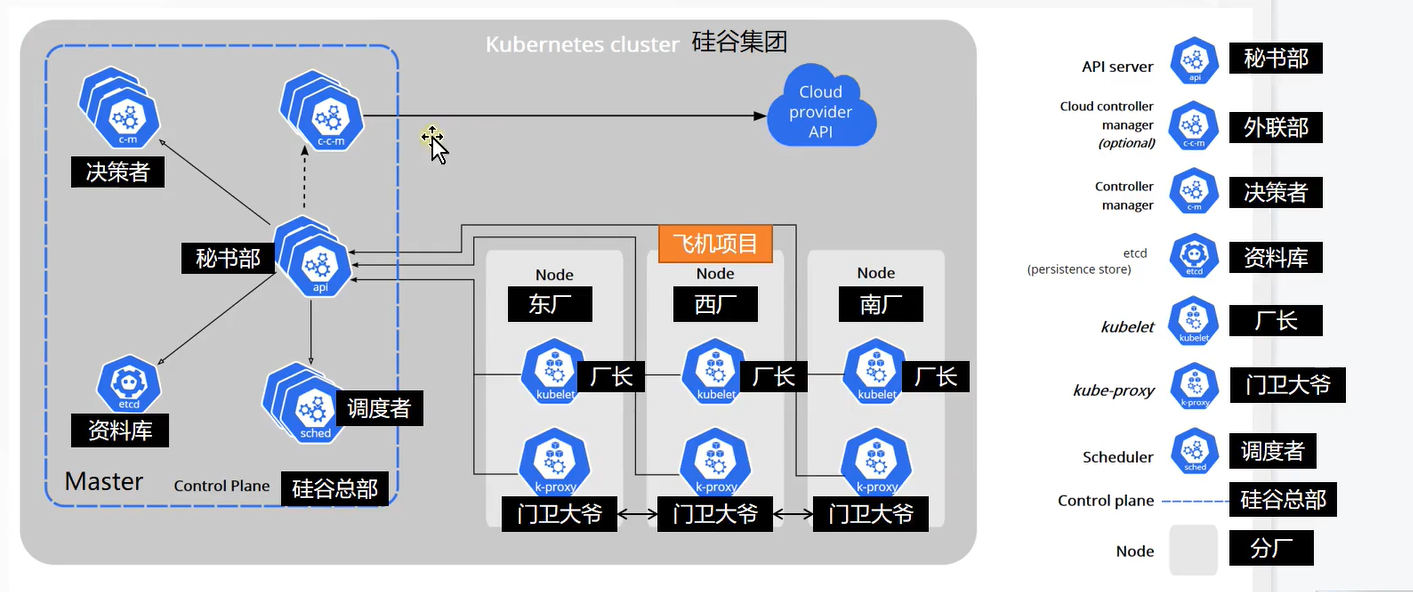 Kubernetes cluster 硅谷集团
Cloud
provider
API
c-m
决策者
c-c-m
秘书部
api
etcd
资料库
sched
调度者
Master
Control Plane
硅谷总部
飞机项目
Node
东厂
kubelet
厂长
k-proxy
门卫大爷
Node
西厂
kubelet
厂长
k-proxy
门卫大爷
Node
南厂
kubelet
厂长
k-proxy
门卫大爷
API server
api
秘书部
Cloud controller
manager
(optional)
c-c-m
外联部
Controller
manager
c-m
决策者
etcd
(persistence store)
etcd
资料库
kubelet
kubelet
厂长
kube-proxy
k-proxy
门卫大爷
Scheduler
sched
调度者
Control plane
硅谷总部
Node
分厂